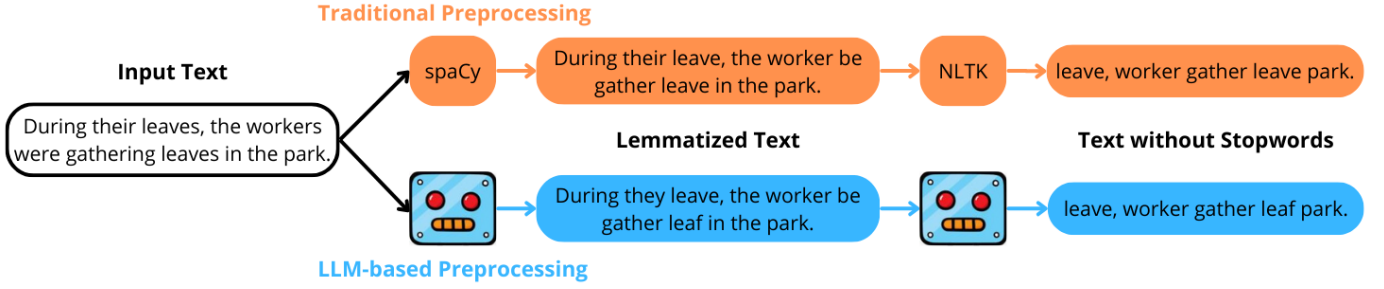 Traditional Preprocessing
Input Text
During their leaves, the workers
were gathering leaves in the park.
spaCy
During their leave, the worker be
gather leave in the park.
NLTK
leave, worker gather leave park.
Lemmatized Text
Text without Stopwords
During they leave, the worker be
gather leaf in the park.
leave, worker gather leaf park.
LLM-based Preprocessing